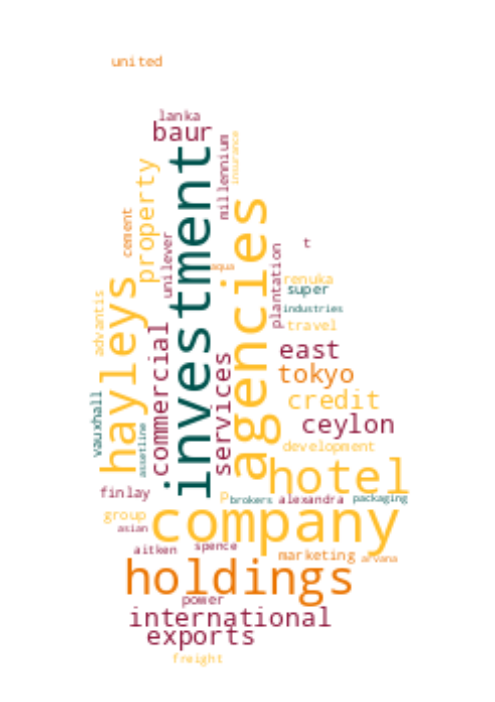 united
lanka
baur
millennium
insurance
investment
property
cement
unilever
agencies
t
plantation
aqua
renuka
super
industries
travel
advantis
hayleys
commercial
services
east
tokyo
credit
ceylon
vauxhall
assetline
development
hotel
finlay
p
brokers
alexandra
packaging
group
asian
company
aitken
spence
marketing
arvana
holdings
power
international
exports
freight